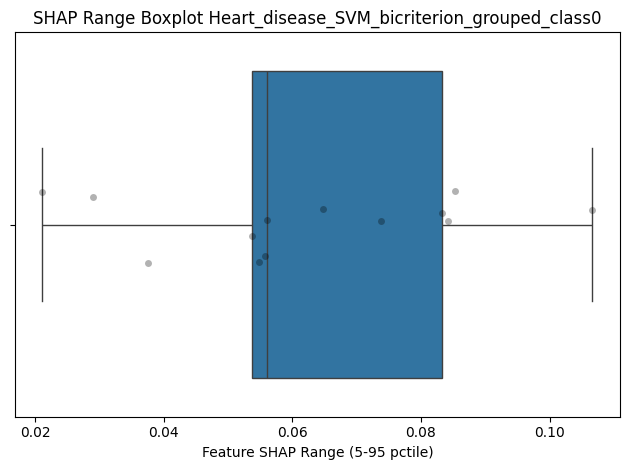 SHAP Range Boxplot Heart_disease_SVM_bicriterion_grouped_class0
0.02 0.04 0.06 0.08 0.10
Feature SHAP Range (5-95 pctile)